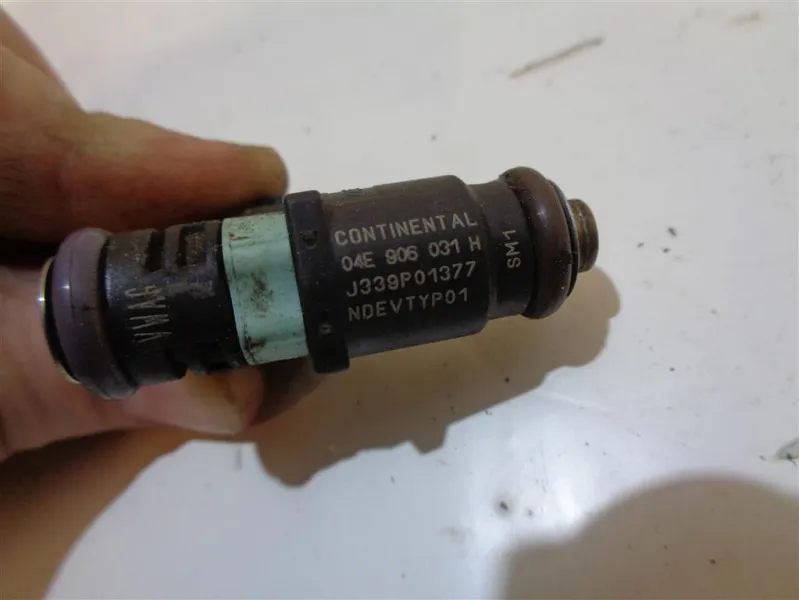 CONTINENTAL
04E 906 031 H
J339P01377
NDEVTYP01
SM1
VWAG